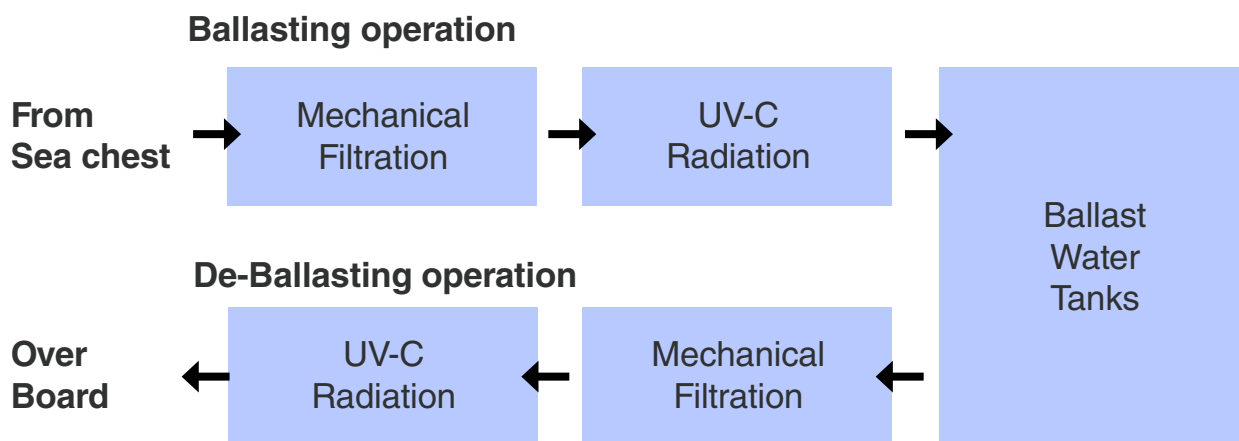 Ballasting operation
From
Sea chest
Mechanical
Filtration
UV-C
Radiation
Ballast
Water
Tanks
De-Ballasting operation
Over
Board
UV-C
Radiation
Mechanical
Filtration